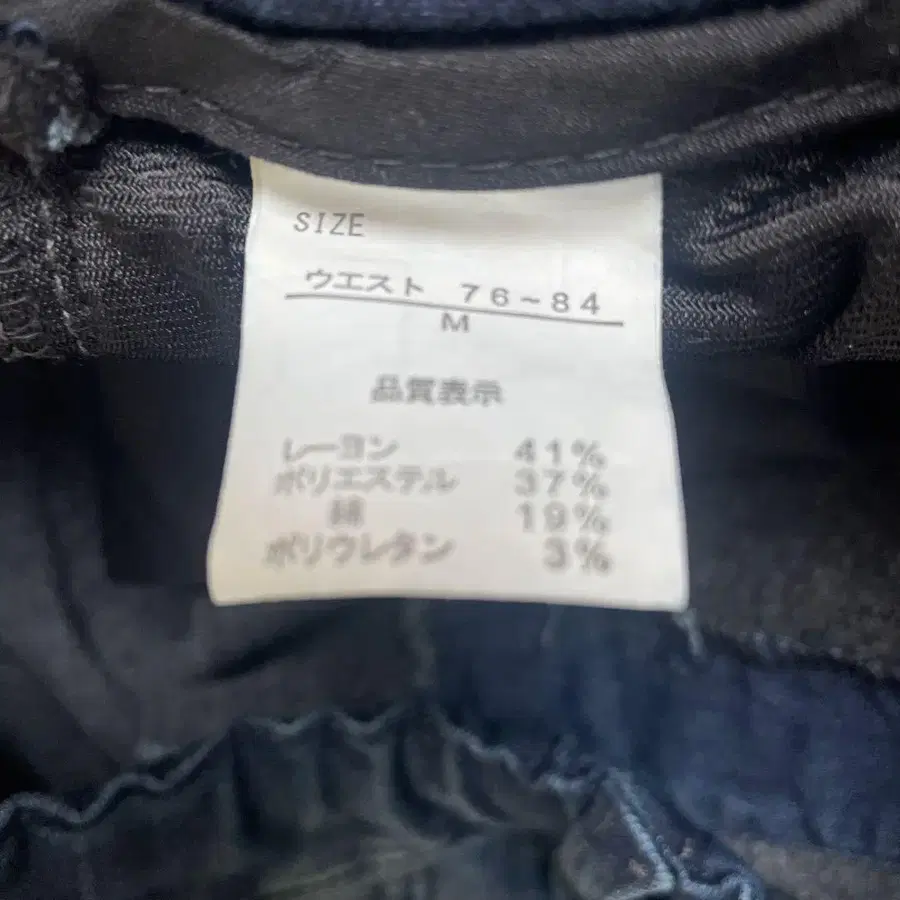 SIZE
ウエスト 76~84
M
品質表示
レーヨン 41%
ポリエステル 37%
綿 19%
ポリウレタン 3%